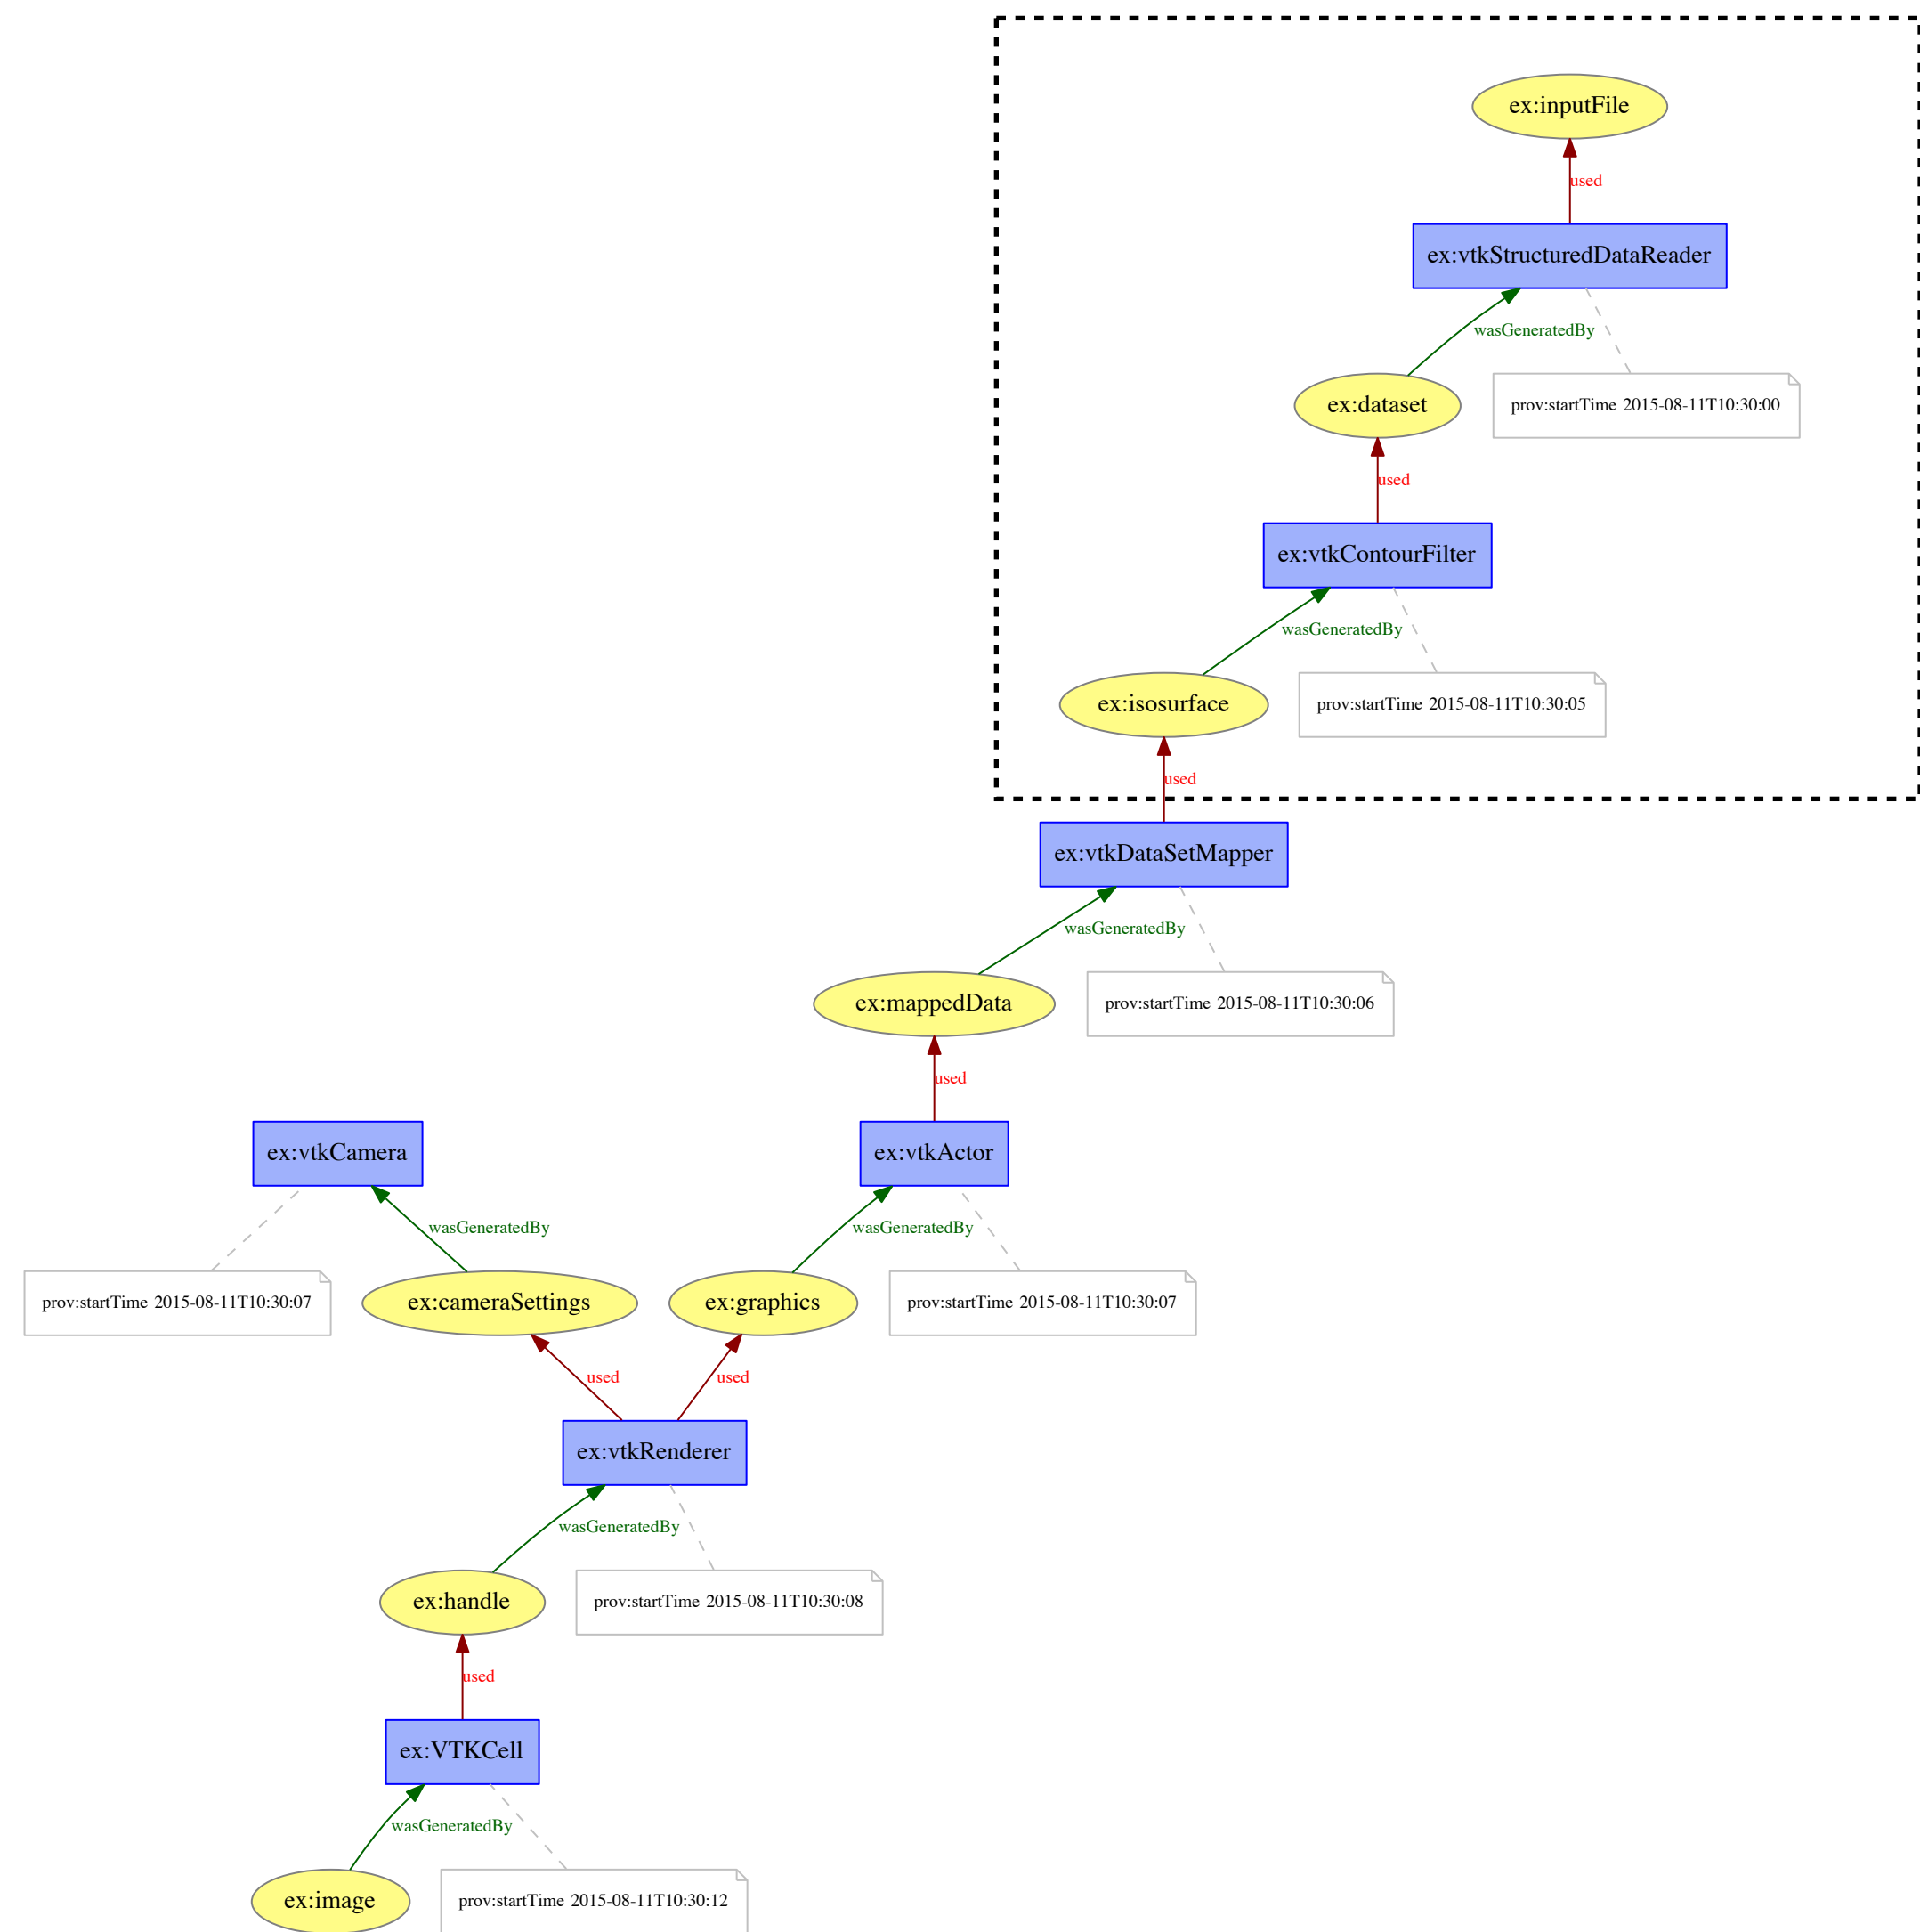 ex:inputFile
used
ex:vtkStructuredDataReader
wasGeneratedBy
ex:dataset
prov:startTime 2015-08-11T10:30:00
used
ex:vtkContourFilter
wasGeneratedBy
ex:isosurface
prov:startTime 2015-08-11T10:30:05
used
ex:vtkDataSetMapper
wasGeneratedBy
ex:mappedData
prov:startTime 2015-08-11T10:30:06
used
ex:vtkCamera
ex:vtkActor
wasGeneratedBy
wasGeneratedBy
prov:startTime 2015-08-11T10:30:07
ex:cameraSettings
ex:graphics
prov:startTime 2015-08-11T10:30:07
used
used
ex:vtkRenderer
wasGeneratedBy
ex:handle
prov:startTime 2015-08-11T10:30:08
used
ex:VTKCell
wasGeneratedBy
ex:image
prov:startTime 2015-08-11T10:30:12